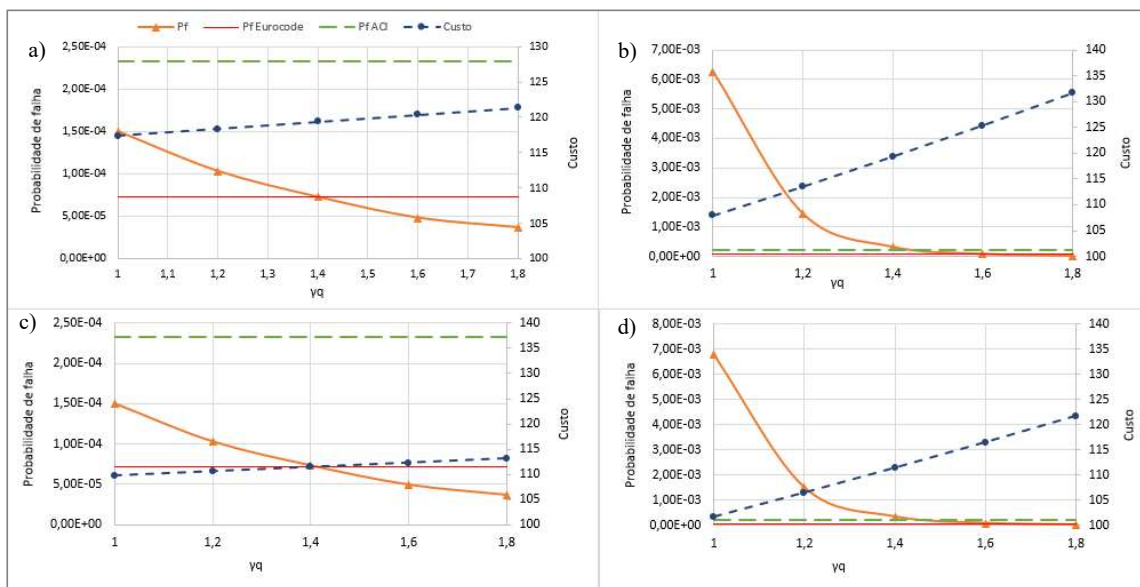 Pf Pf Eurocode Pf ACI Custo
a)
2,50E-04
2,00E-04
1,50E-04
1,00E-04
5,00E-05
0,00E+00
Probabilidade de falha
130
125
120
115
110
105
100
Custo
1 1,1 1,2 1,3 1,4 1,5 1,6 1,7 1,8
γq
b)
7,00E-03
6,00E-03
5,00E-03
4,00E-03
3,00E-03
2,00E-03
1,00E-03
0,00E+00
Probabilidade de falha
140
135
130
125
120
115
110
105
100
Custo
1 1,2 1,4 1,6 1,8
γq
c)
2,50E-04
2,00E-04
1,50E-04
1,00E-04
5,00E-05
0,00E+00
Probabilidade de falha
140
135
130
125
120
115
110
105
100
Custo
1 1,2 1,4 1,6 1,8
γq
d)
8,00E-03
7,00E-03
6,00E-03
5,00E-03
4,00E-03
3,00E-03
2,00E-03
1,00E-03
0,00E+00
Probabilidade de falha
140
135
130
125
120
115
110
105
100
Custo
1 1,2 1,4 1,6 1,8
γq